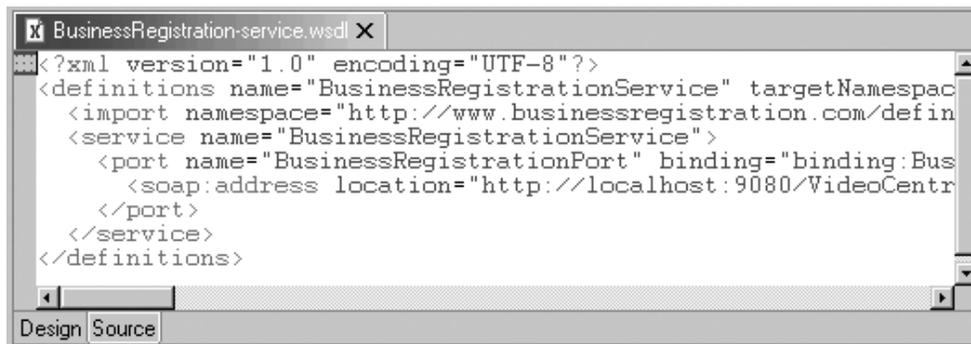 BusinessRegistration-service.wsdl
<?xml version="1.0" encoding="UTF-8"?>
<definitions name="BusinessRegistrationService" targetNamespac
<import namespace="http://www.businessregistration.com/defin
<service name="BusinessRegistrationService">
<port name="BusinessRegistrationPort" binding="binding:Bus
<soap:address location="http://localhost:9080/VideoCentr
</port>
</service>
</definitions>
Design Source